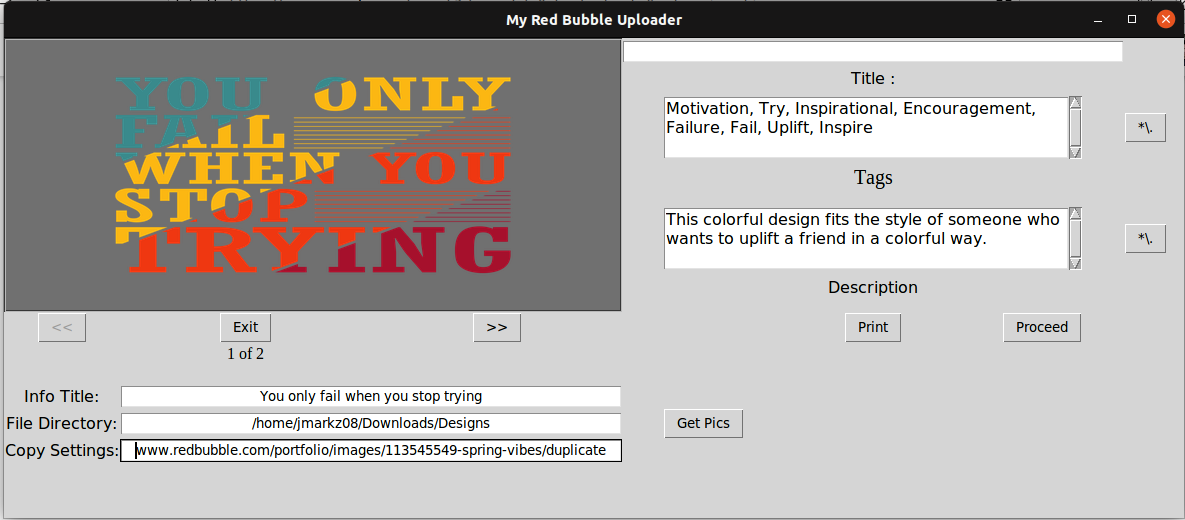 My Red Bubble Uploader
YOU ONLY
FAIL
WHEN YOU
STOP
TRYING
<<
Exit
>>
1 of 2
Info Title:
You only fail when you stop trying
File Directory:
/home/jmarkz08/Downloads/Designs
Copy Settings:
www.redbubble.com/portfolio/images/113545549-spring-vibes/duplicate
Title :
Motivation, Try, Inspirational, Encouragement,
Failure, Fail, Uplift, Inspire
*\.
Tags
This colorful design fits the style of someone who
wants to uplift a friend in a colorful way.
*\.
Description
Print
Proceed
Get Pics